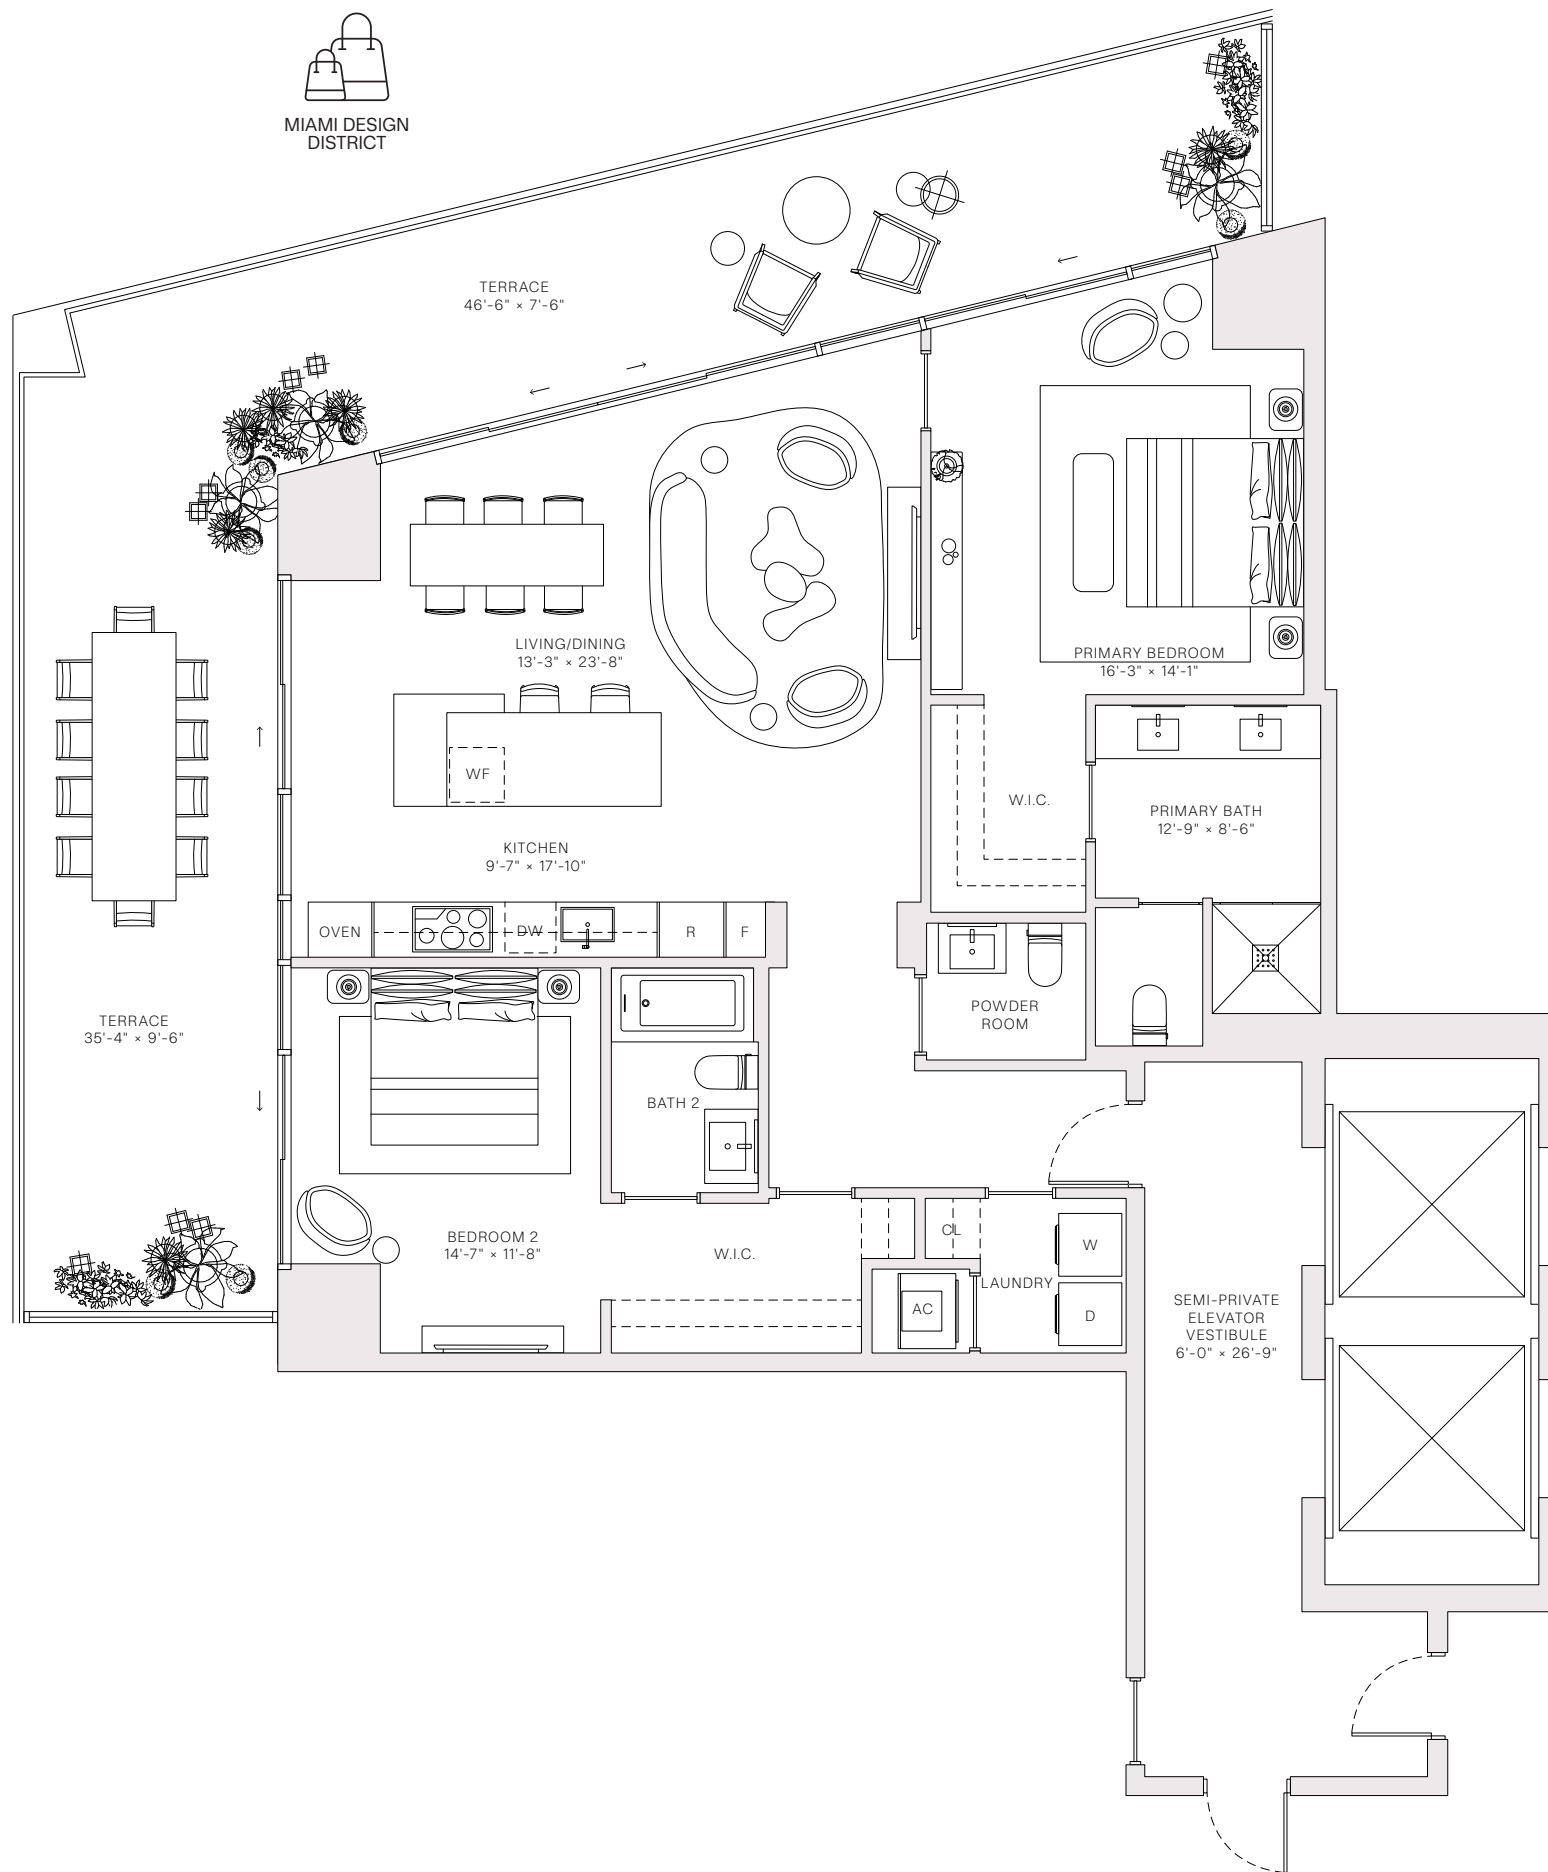 MIAMI DESIGN
DISTRICT
TERRACE
46'-6" × 7'-6"
LIVING/DINING
13'-3" × 23'-8"
PRIMARY BEDROOM
16'-3" × 14'-1"
WF
W.I.C.
PRIMARY BATH
12'-9" × 8'-6"
KITCHEN
9'-7" × 17'-10"
OVEN
DW
R
F
TERRACE
35'-4" × 9'-6"
POWDER
ROOM
BATH 2
BEDROOM 2
14'-7" × 11'-8"
W.I.C.
CL
W
LAUNDRY
AC
D
SEMI-PRIVATE
ELEVATOR
VESTIBULE
6'-0" × 26'-9"